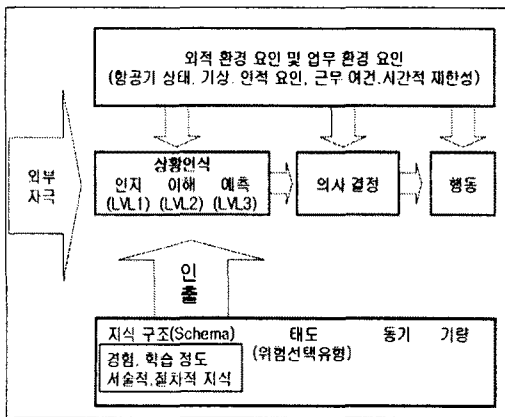 외적 환경 요인 및 업무 환경 요인
(항공기 상태, 기상, 인적 요인, 근무 여건,시간적 제한성)
외부
자극
상황인식
인지 이해 예측
(LVL1) (LVL2) (LVL3)
의사 결정
행동
인
출
지식 구조(Schema) 태도 동기 기량
(위험선택유형)
경험, 학습 정도
서술적,절차적 지식